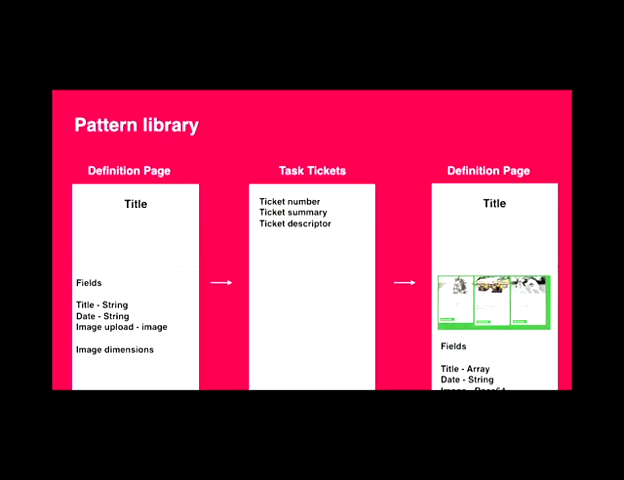 Pattern library
Definition Page
Title
Fields
Title - String
Date - String
Image upload - image
Image dimensions
Task Tickets
Ticket number
Ticket summary
Ticket descriptor
Definition Page
Title
Fields
Title - Array
Date - String